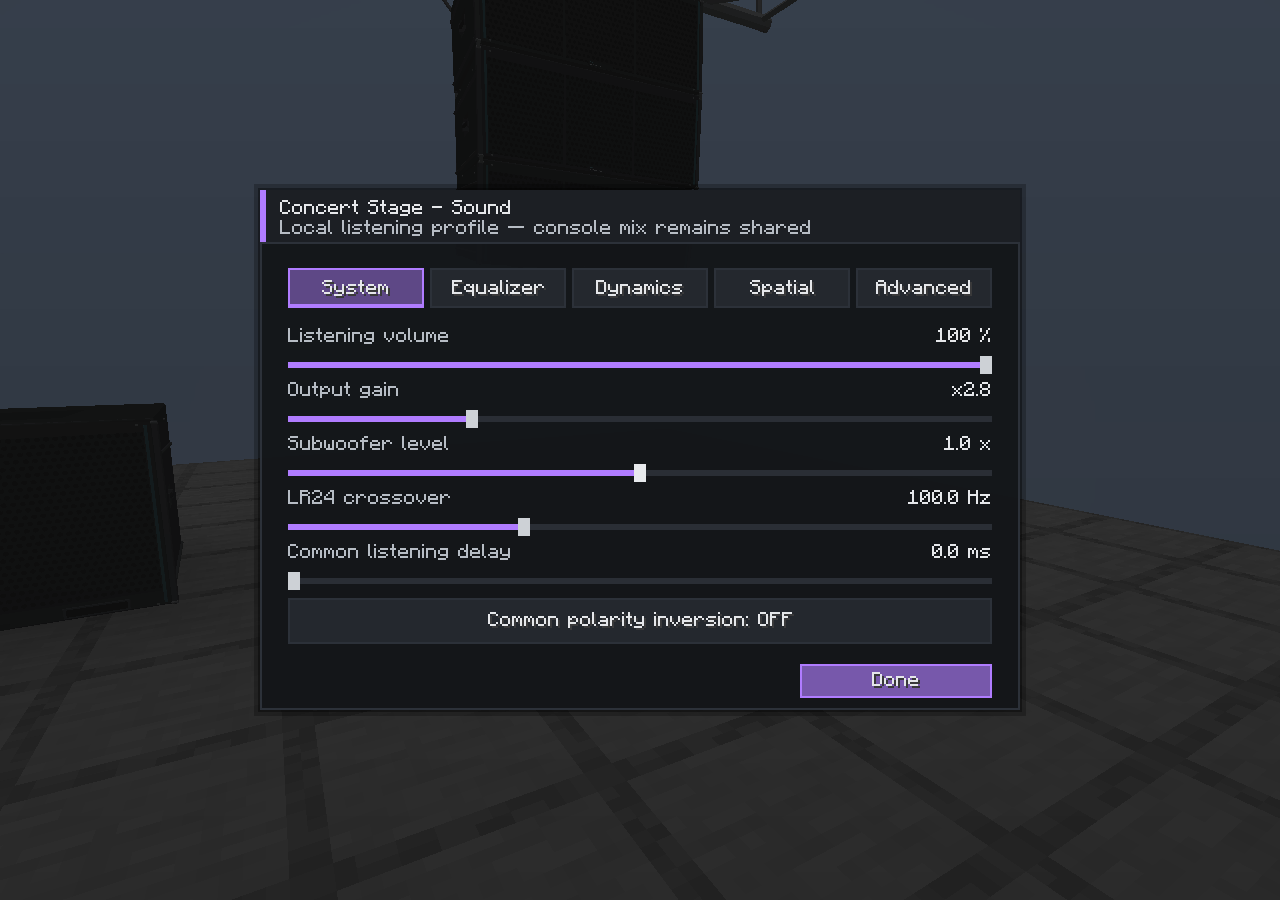 Concert Stage – Sound
Local listening profile — console mix remains shared
System Equalizer Dynamics Spatial Advanced
Listening volume 100 %
Output gain x2.8
Subwoofer level 1.0 x
LR24 crossover 100.0 Hz
Common listening delay 0.0 ms
Common polarity inversion: OFF
Done